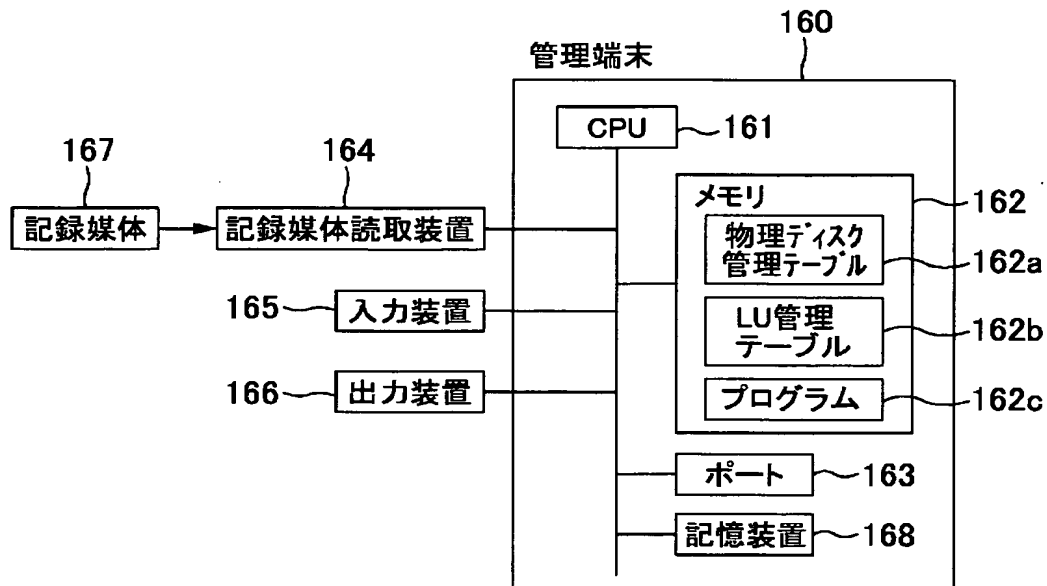 160
管理端末
CPU
161
167
164
記録媒体
記録媒体読取装置
メモリ
162
物理ディスク
管理テーブル
162a
165
入力装置
LU管理
テーブル
162b
166
出力装置
プログラム
162c
ポート
163
記憶装置
168